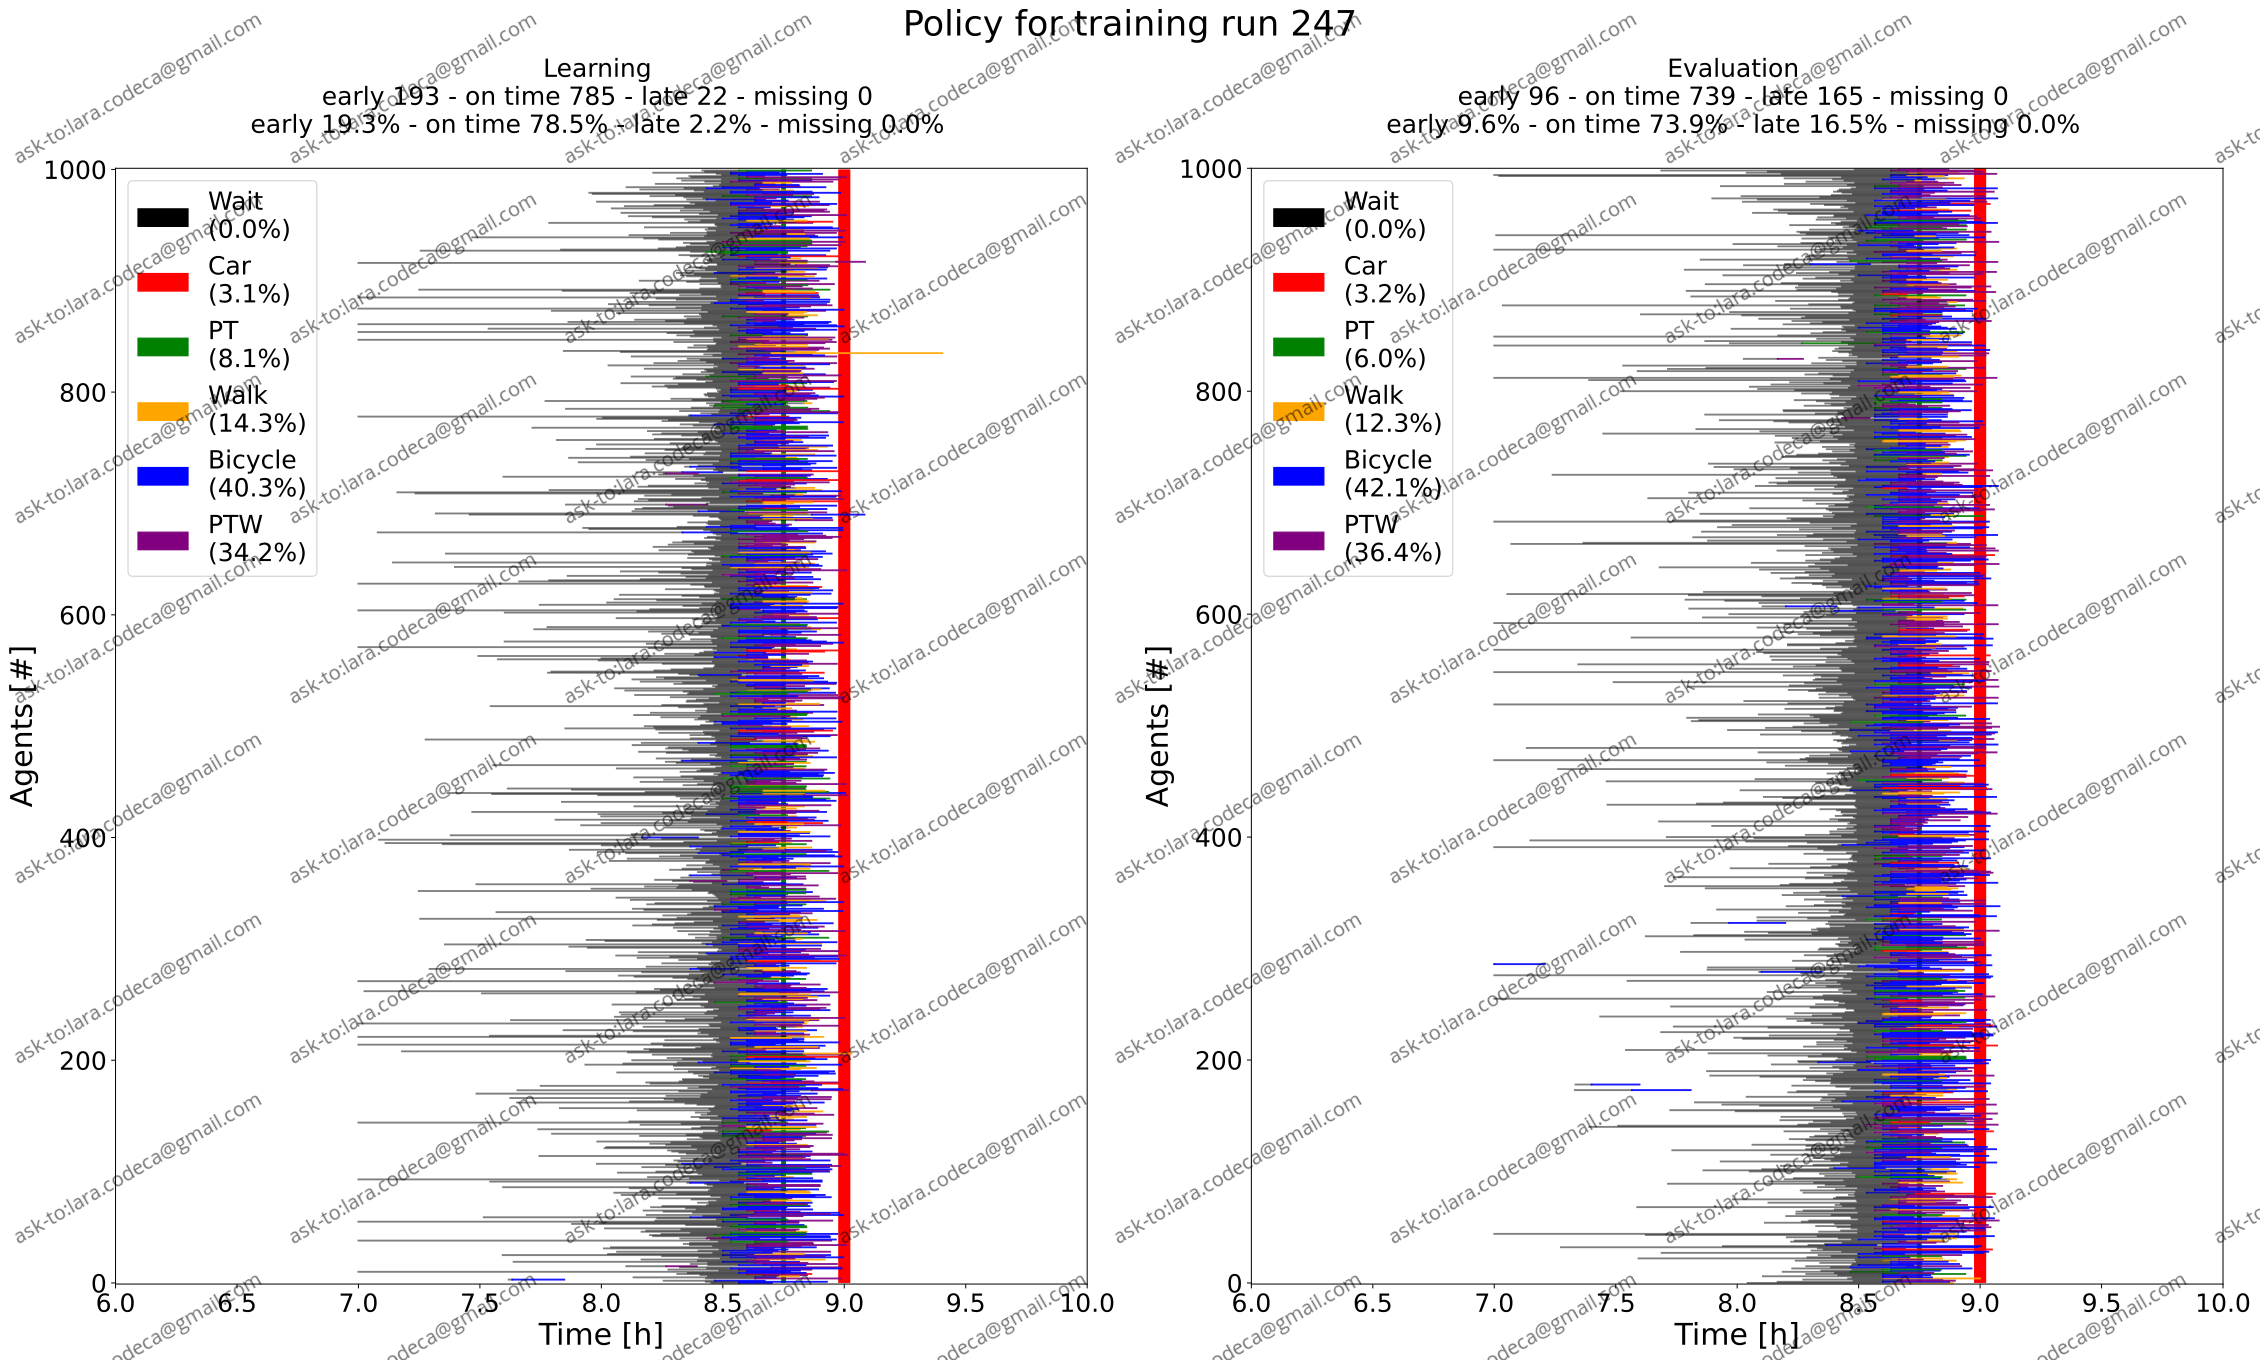 Policy for training run 247
Learning
early 193 - on time 785 - late 22 - missing 0
early 19.3% - on time 78.5% - late 2.2% - missing 0.0%
Agents [#]
1000
800
600
400
200
0
Wait
(0.0%)
Car
(3.1%)
PT
(8.1%)
Walk
(14.3%)
Bicycle
(40.3%)
PTW
(34.2%)
6.0 6.5 7.0 7.5 8.0 8.5 9.0 9.5 10.0
Time [h]
Evaluation
early 96 - on time 739 - late 165 - missing 0
early 9.6% - on time 73.9% - late 16.5% - missing 0.0%
Agents [#]
1000
800
600
400
200
0
Wait
(0.0%)
Car
(3.2%)
PT
(6.0%)
Walk
(12.3%)
Bicycle
(42.1%)
PTW
(36.4%)
6.0 6.5 7.0 7.5 8.0 8.5 9.0 9.5 10.0
Time [h]
ask-to:lara.codeca@gmail.com